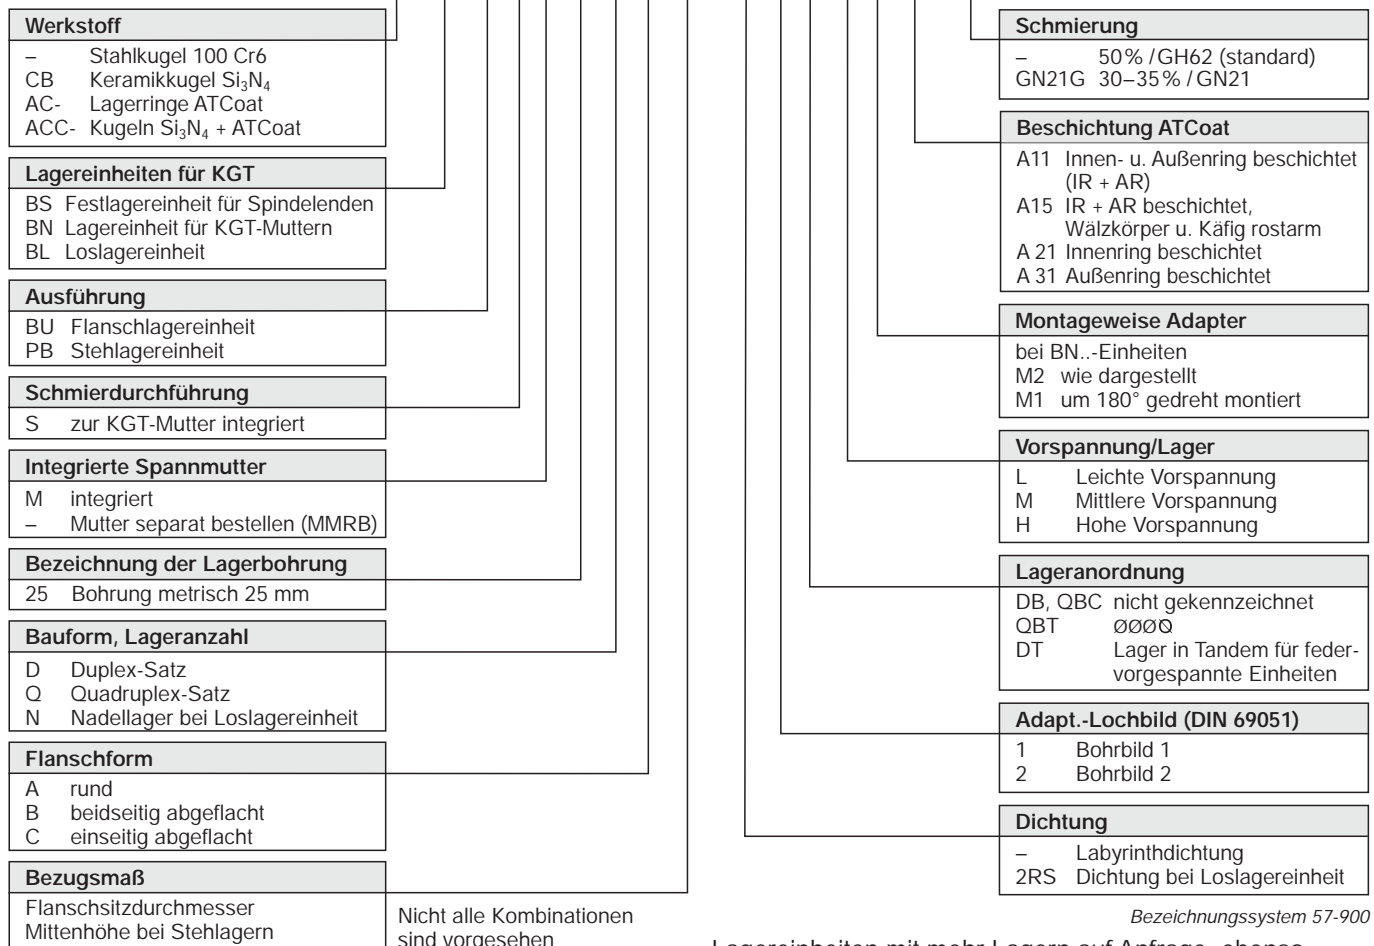 Werkstoff
– Stahlkugel 100 Cr6
CB Keramikkugel Si₃N₄
AC- Lagerringe ATCoat
ACC- Kugeln Si₃N₄ + ATCoat
Lagereinheiten für KGT
BS Festlagereinheit für Spindelenden
BN Lagereinheit für KGT-Muttern
BL Loslagereinheit
Ausführung
BU Flanschlagereinheit
PB Stehlagereinheit
Schmierdurchführung
S zur KGT-Mutter integriert
Integrierte Spannmutter
M integriert
– Mutter separat bestellen (MMRB)
Bezeichnung der Lagerbohrung
25 Bohrung metrisch 25 mm
Bauform, Lageranzahl
D Duplex-Satz
Q Quadruplex-Satz
N Nadellager bei Loslagereinheit
Flanschform
A rund
B beidseitig abgeflacht
C einseitig abgeflacht
Bezugsmaß
Flanschsitzdurchmesser
Mittenhöhe bei Stehlagern
Nicht alle Kombinationen
sind vorgesehen
Schmierung
– 50% / GH62 (standard)
GN21G 30–35% / GN21
Beschichtung ATCoat
A11 Innen- u. Außenring beschichtet
(IR + AR)
A15 IR + AR beschichtet,
Wälzkörper u. Käfig rostarm
A 21 Innenring beschichtet
A 31 Außenring beschichtet
Montageweise Adapter
bei BN..-Einheiten
M2 wie dargestellt
M1 um 180° gedreht montiert
Vorspannung/Lager
L Leichte Vorspannung
M Mittlere Vorspannung
H Hohe Vorspannung
Lageranordnung
DB, QBC nicht gekennzeichnet
QBT ØØØ⍉
DT Lager in Tandem für feder-
vorgespannte Einheiten
Adapt.-Lochbild (DIN 69051)
1 Bohrbild 1
2 Bohrbild 2
Dichtung
– Labyrinthdichtung
2RS Dichtung bei Loslagereinheit
Bezeichnungssystem 57-900
Lagereinheiten mit mehr Lagern auf Anfrage, ebenso